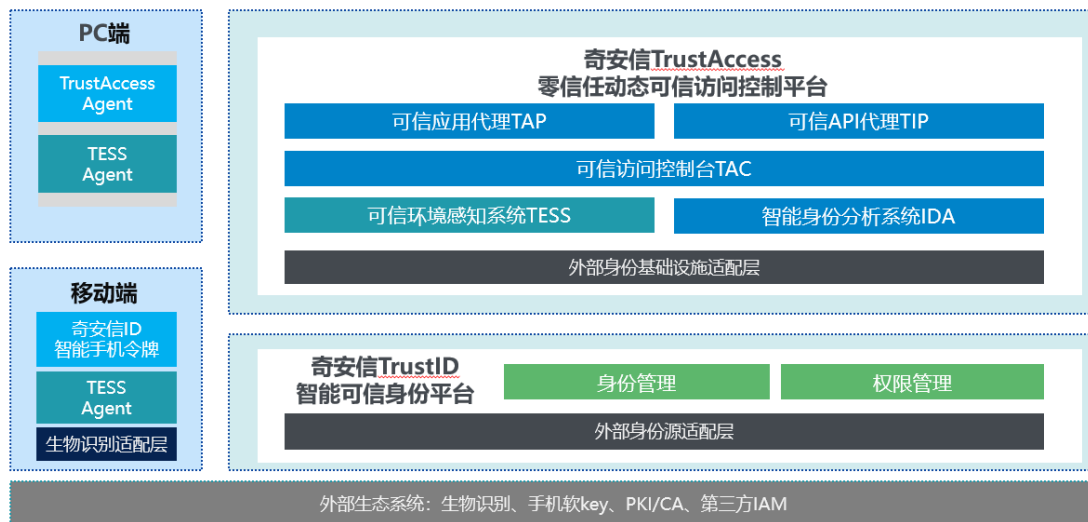 PC端
TrustAccess
Agent
TESS
Agent
移动端
奇安信ID
智能手机令牌
TESS
Agent
生物识别适配层
奇安信TrustAccess
零信任动态可信访问控制平台
可信应用代理TAP
可信API代理TIP
可信访问控制台TAC
可信环境感知系统TESS
智能身份分析系统IDA
外部身份基础设施适配层
奇安信TrustID
智能可信身份平台
身份管理
权限管理
外部身份源适配层
外部生态系统：生物识别、手机软key、PKI/CA、第三方IAM